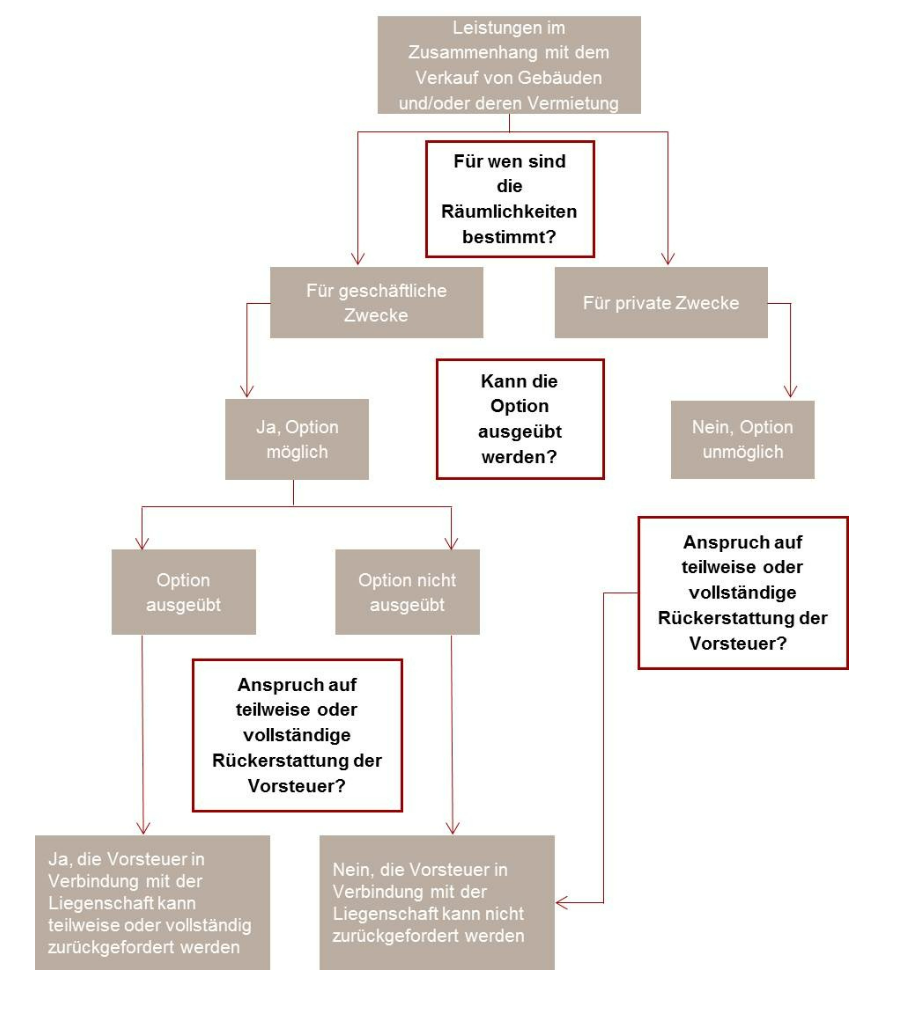 Leistungen im
Zusammenhang mit dem
Verkauf von Gebäuden
und/oder deren Vermietung
Für wen sind
die
Räumlichkeiten
bestimmt?
Für geschäftliche
Zwecke
Für private Zwecke
Kann die
Option
ausgeübt
werden?
Ja, Option
möglich
Nein, Option
unmöglich
Option
ausgeübt
Option nicht
ausgeübt
Anspruch auf
teilweise oder
vollständige
Rückerstattung der
Vorsteuer?
Anspruch auf
teilweise oder
vollständige
Rückerstattung der
Vorsteuer?
Ja, die Vorsteuer in
Verbindung mit der
Liegenschaft kann
teilweise oder vollständig
zurückgefordert werden
Nein, die Vorsteuer in
Verbindung mit der
Liegenschaft kann nicht
zurückgefordert werden